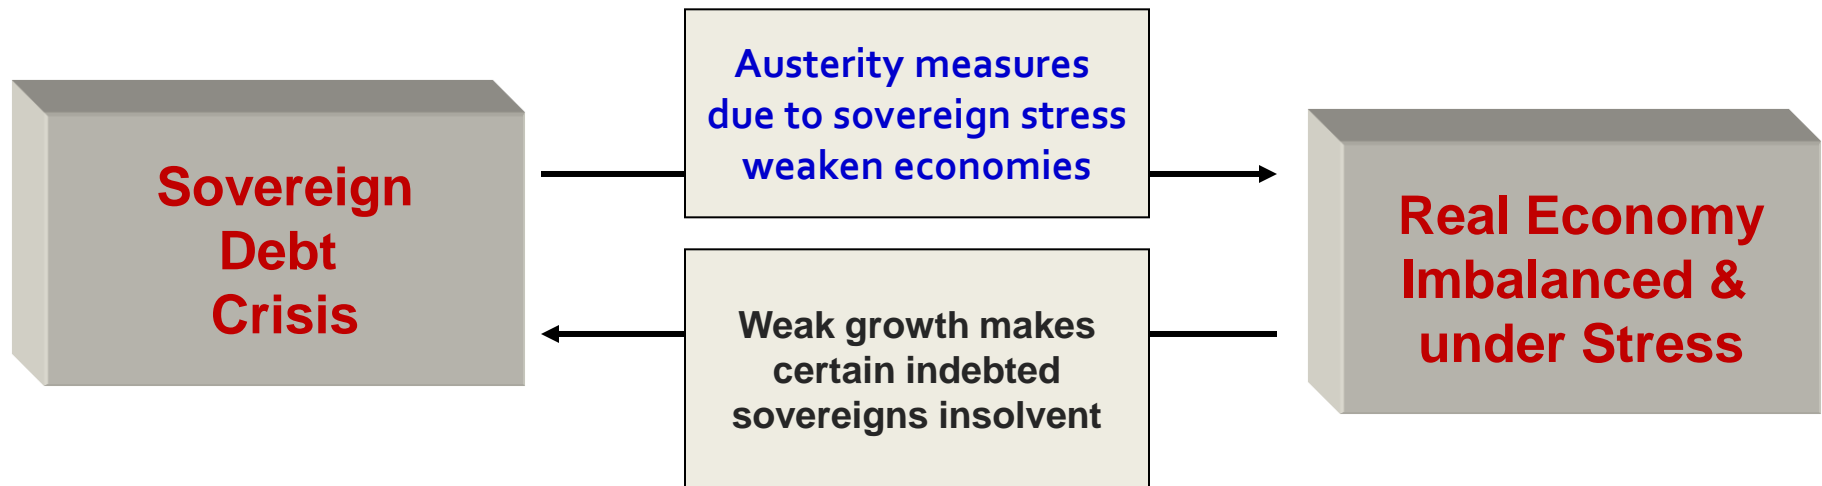 Sovereign
Debt
Crisis
Austerity measures
due to sovereign stress
weaken economies
Weak growth makes
certain indebted
sovereigns insolvent
Real Economy
Imbalanced &
under Stress